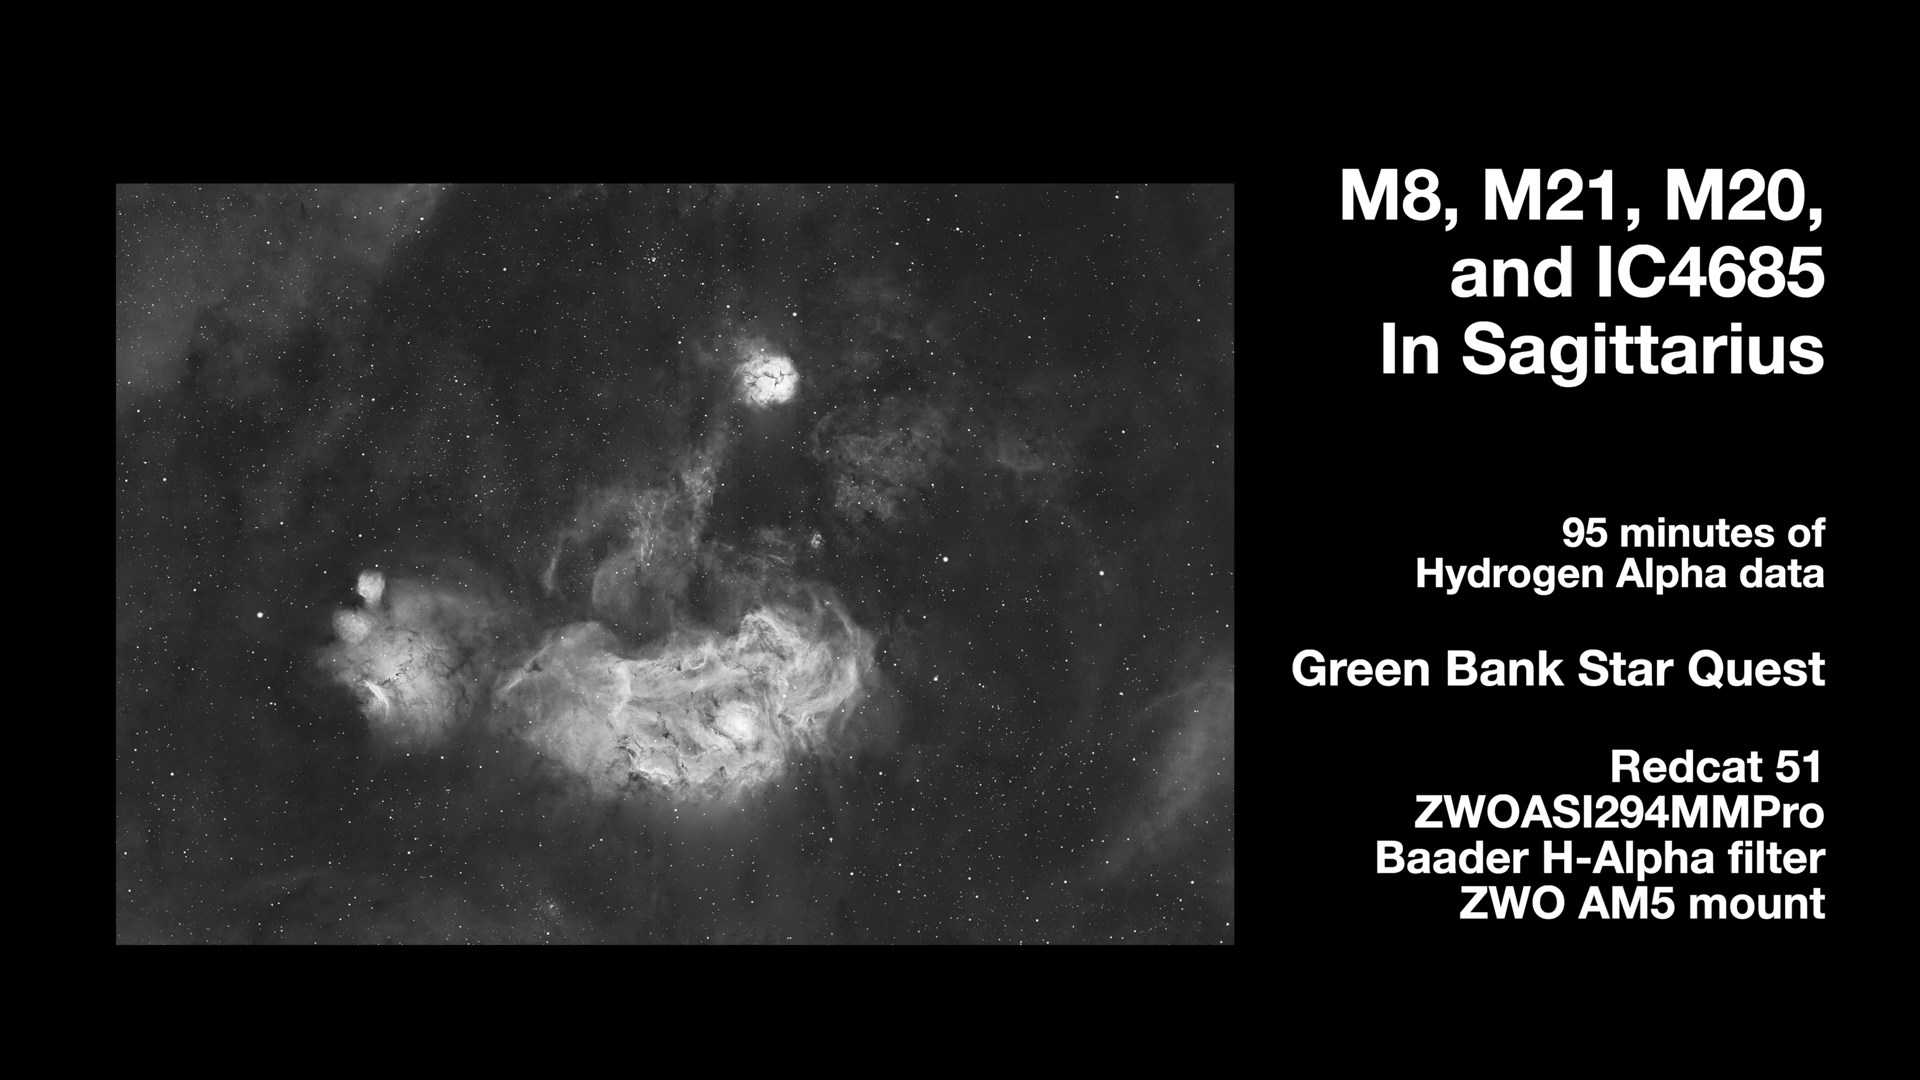 M8, M21, M20,
and IC4685
In Sagittarius
95 minutes of
Hydrogen Alpha data
Green Bank Star Quest
Redcat 51
ZWOASI294MMPro
Baader H-Alpha filter
ZWO AM5 mount